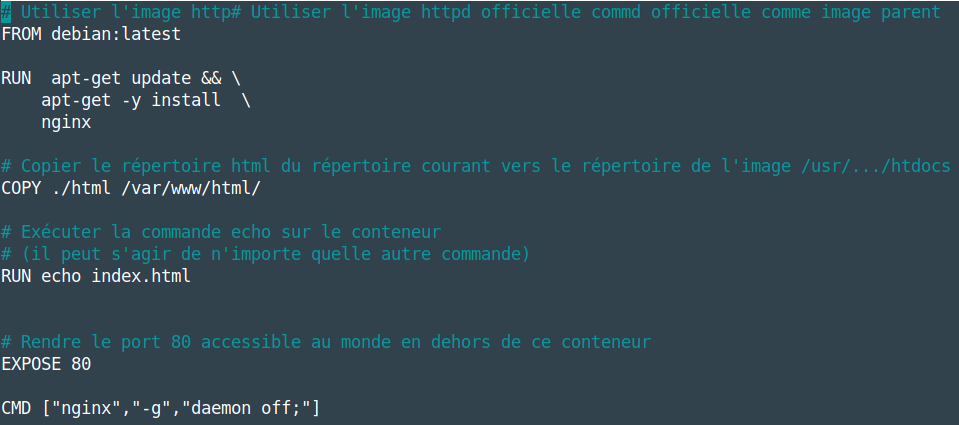 # Utiliser l'image http# Utiliser l'image httpd officielle commd officielle comme image parent
FROM debian:latest
RUN  apt-get update && \
    apt-get -y install  \
    nginx
# Copier le répertoire html du répertoire courant vers le répertoire de l'image /usr/.../htdocs
COPY ./html /var/www/html/
# Exécuter la commande echo sur le conteneur
# (il peut s'agir de n'importe quelle autre commande)
RUN echo index.html
# Rendre le port 80 accessible au monde en dehors de ce conteneur
EXPOSE 80
CMD ["nginx","-g","daemon off;"]